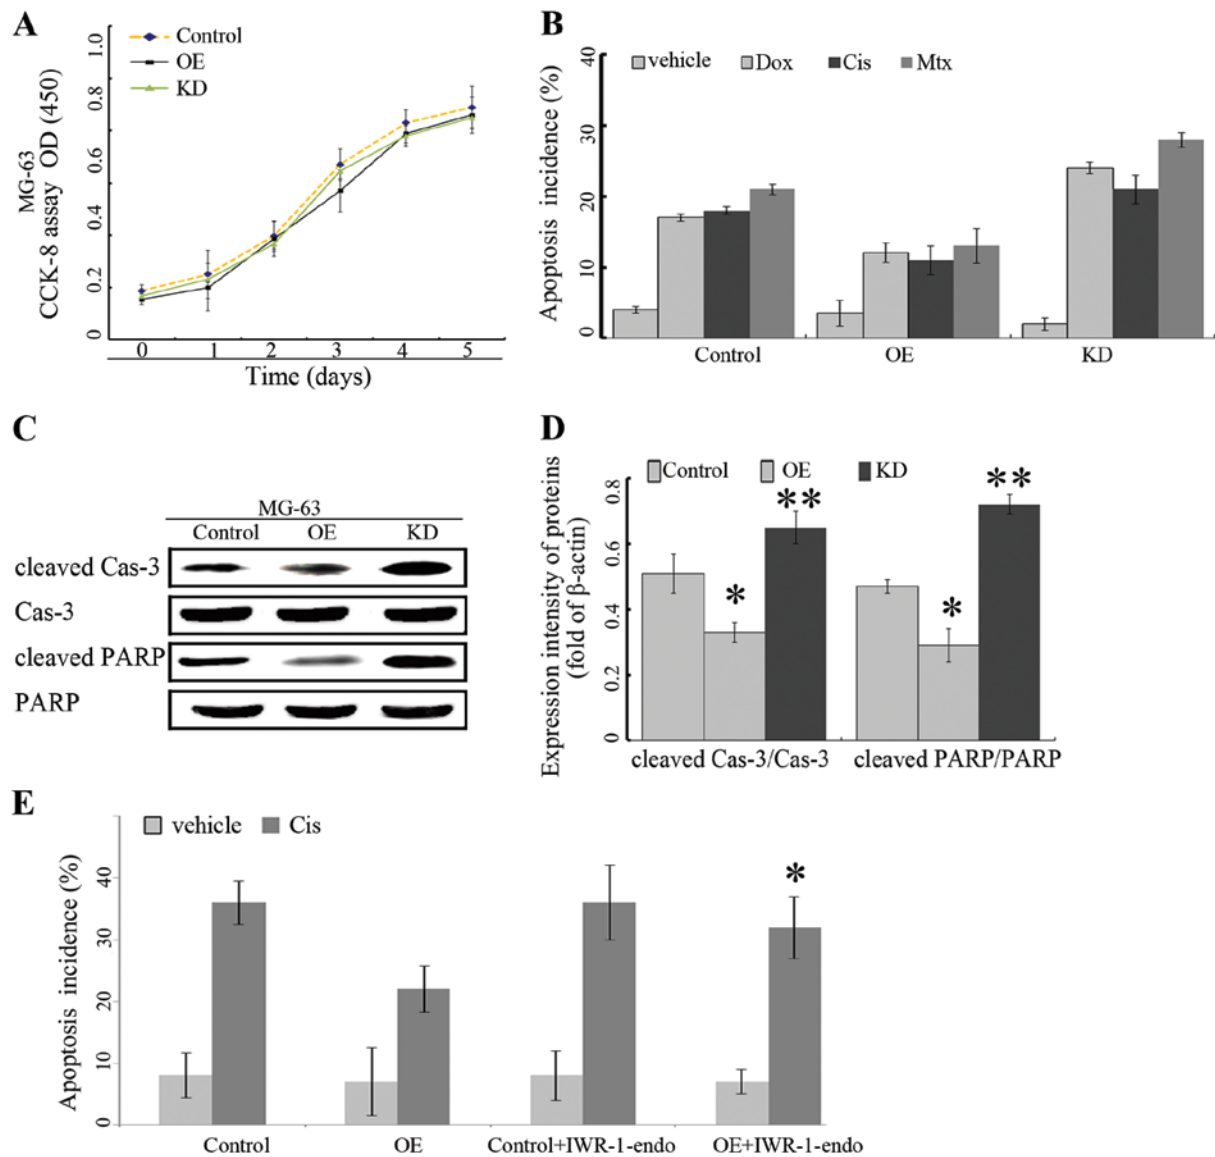 A
Control
OE
KD
MG-63
CCK-8 assay OD (450)
1.0
0.8
0.6
0.4
0.2
0
0 1 2 3 4 5
Time (days)
B
vehicle Dox Cis Mtx
Apoptosis incidence (%)
40
30
20
10
0
Control OE KD
C
MG-63
Control OE KD
cleaved Cas-3
Cas-3
cleaved PARP
PARP
D
Control OE KD
Expression intensity of proteins
(fold of β-actin)
0.8
0.6
0.4
0.2
0
* ** * **
cleaved Cas-3/Cas-3 cleaved PARP/PARP
E
vehicle Cis
Apoptosis incidence (%)
40
30
20
10
0
*
Control OE Control+IWR-1-endo OE+IWR-1-endo